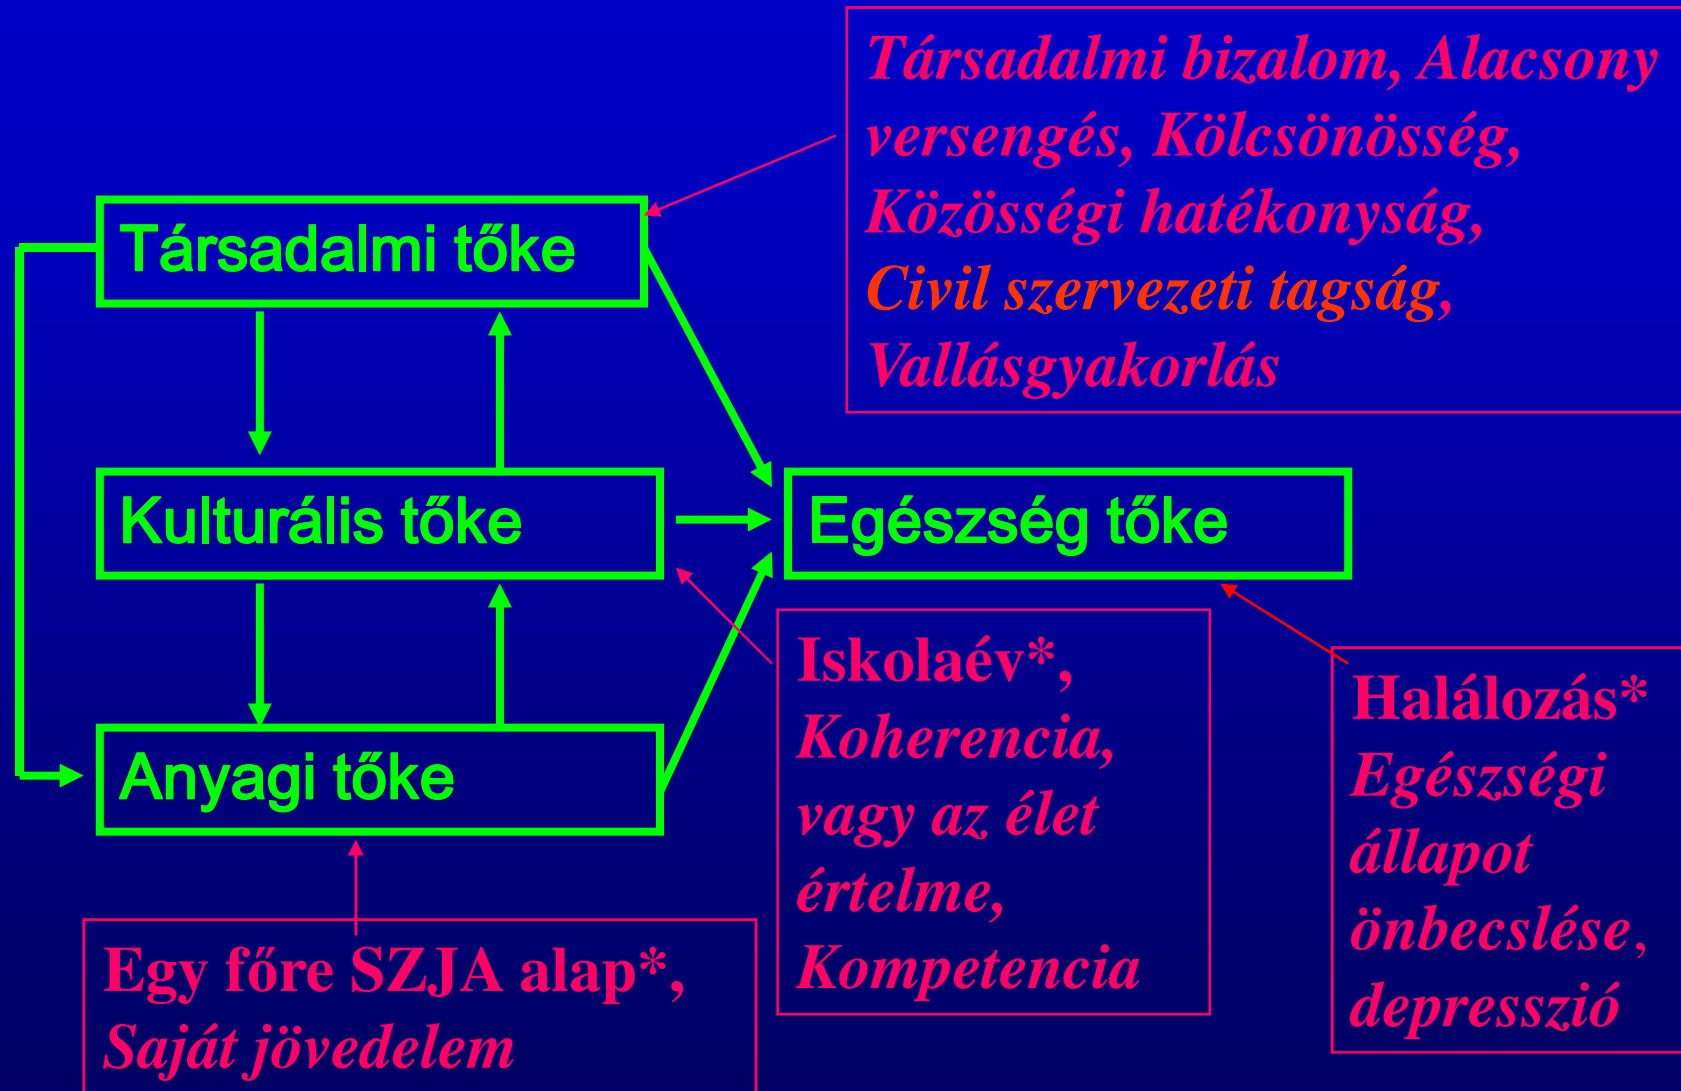 Társadalmi bizalom, Alacsony
versengés, Kölcsönösség,
Közösségi hatékonyság,
Civil szervezeti tagság,
Vallásgyakorlás
Társadalmi tőke
Kulturális tőke
Egészség tőke
Anyagi tőke
Iskolaév*,
Koherencia,
vagy az élet
értelme,
Kompetencia
Halálozás*
Egészségi
állapot
önbecslése,
depresszió
Egy főre SZJA alap*,
Saját jövedelem